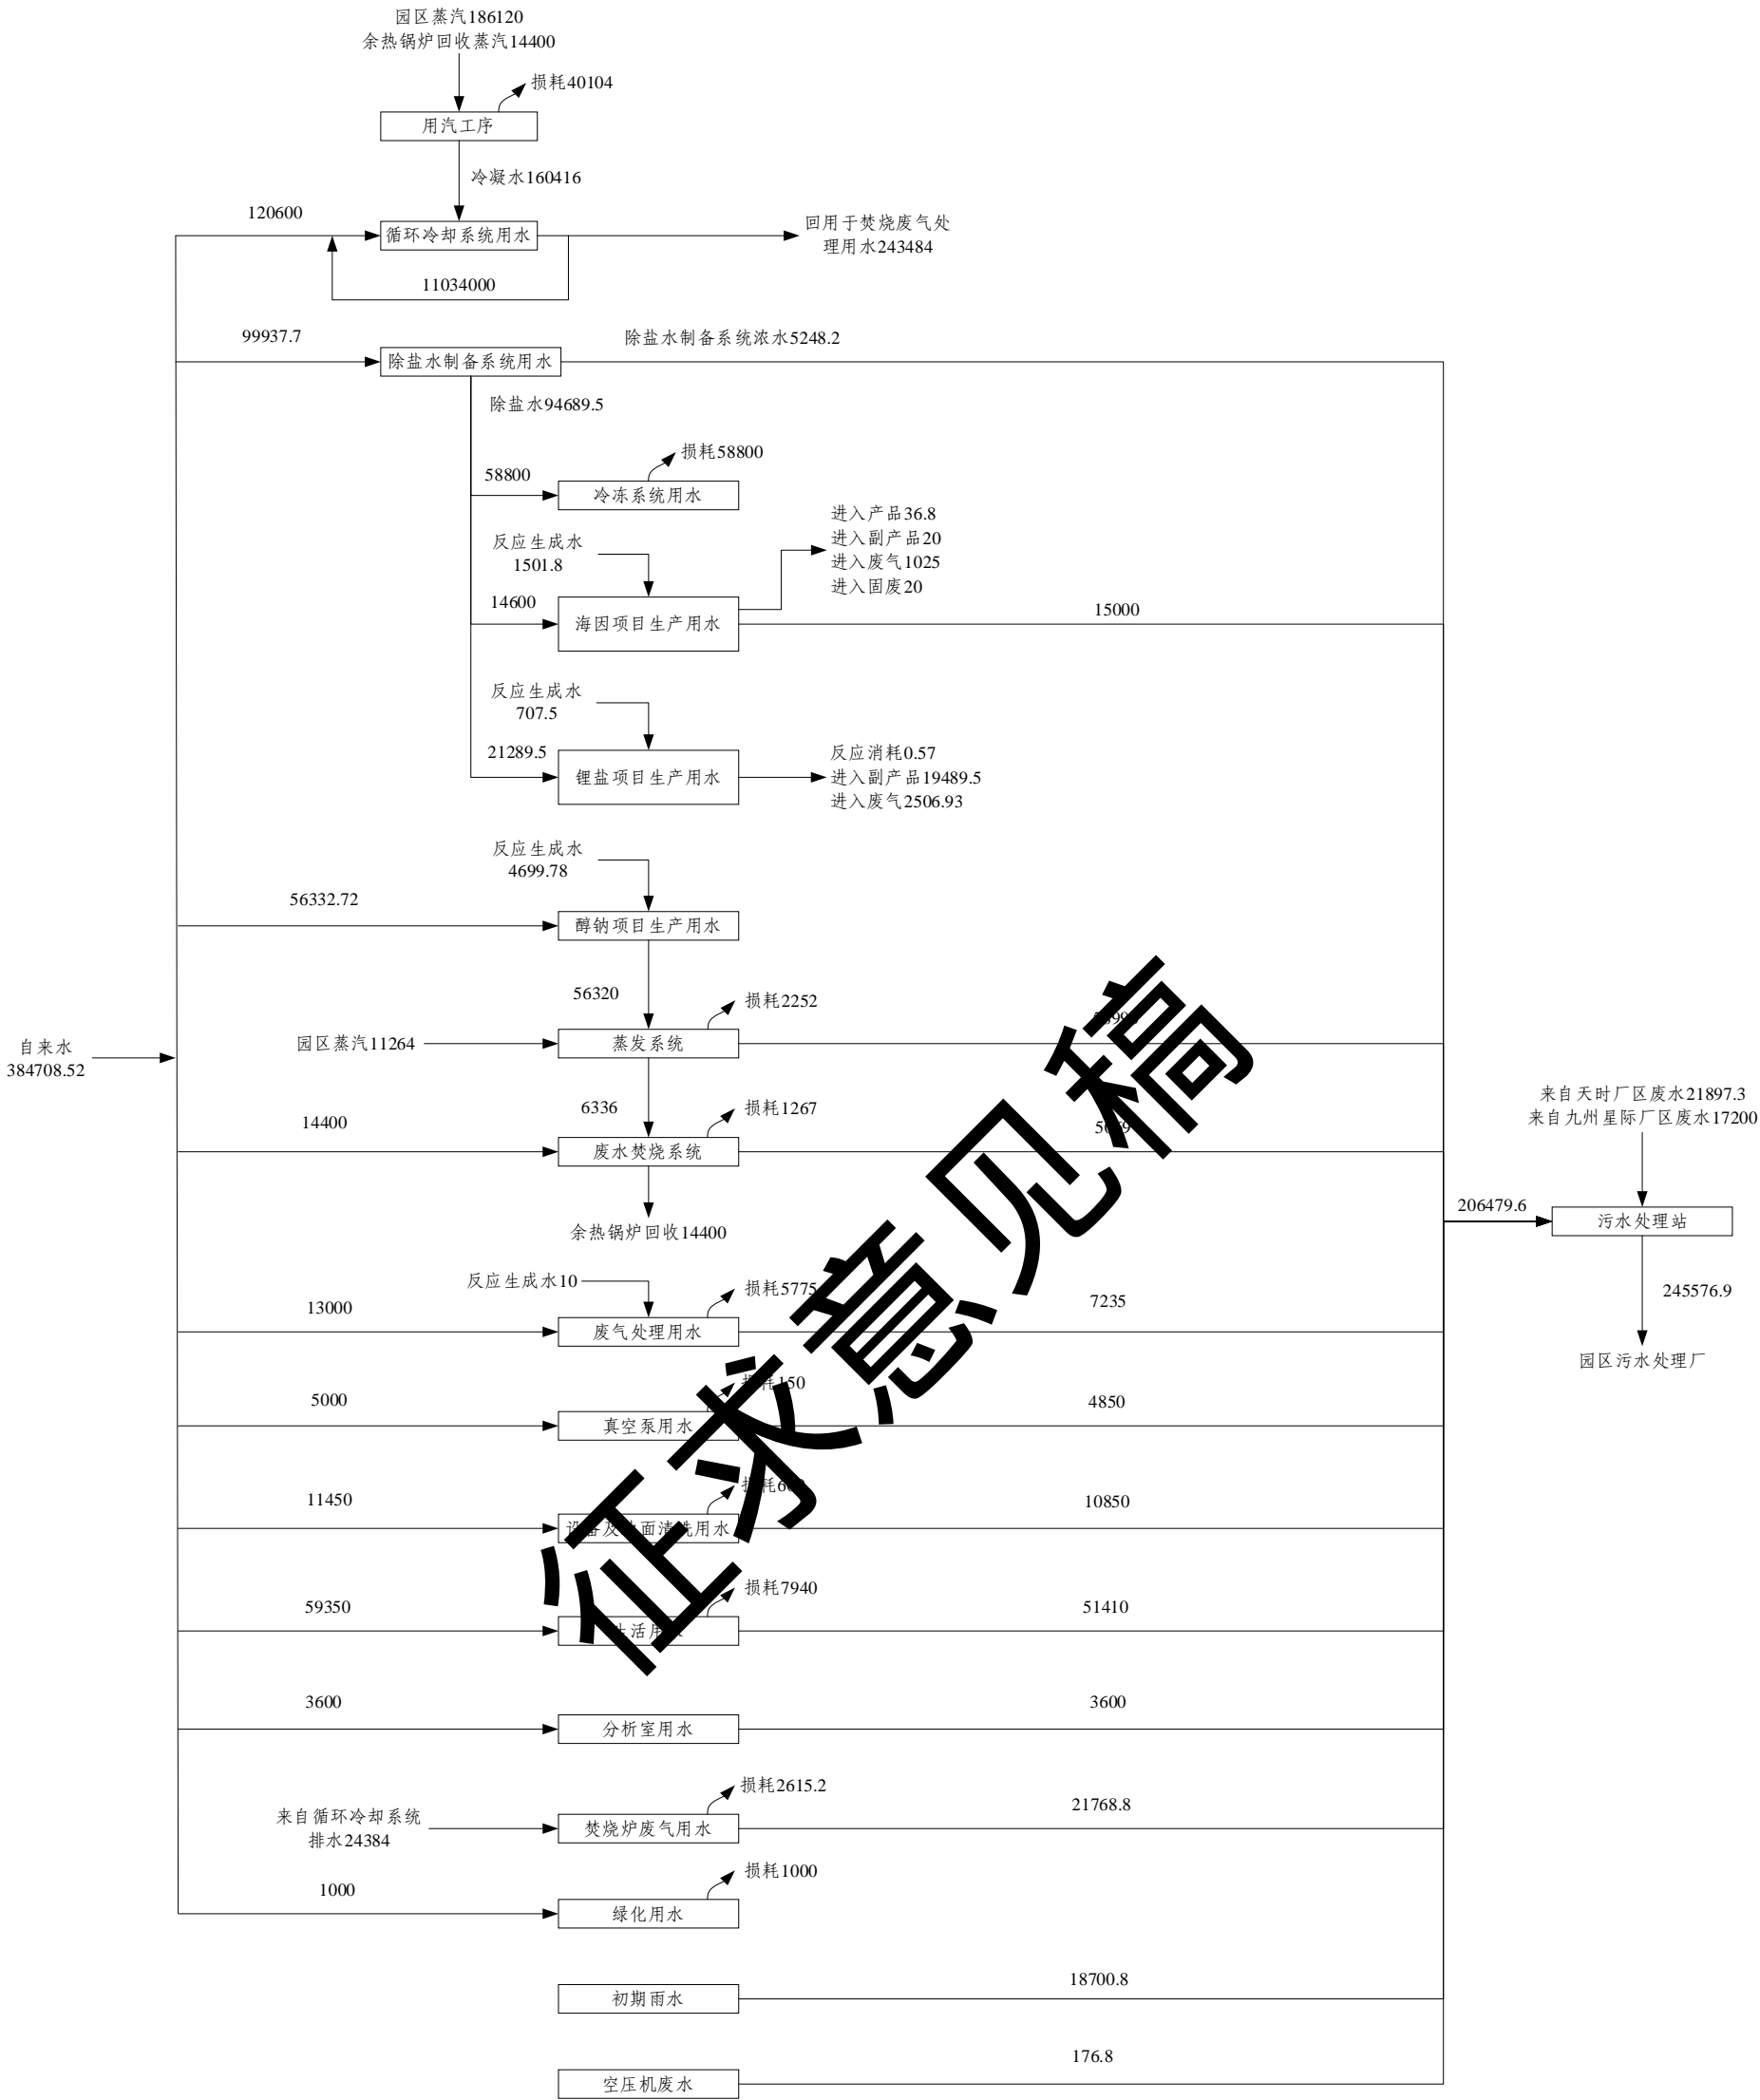 园区蒸汽186120
余热锅炉回收蒸汽14400
损耗40104
用汽工序
冷凝水160416
120600
循环冷却系统用水
回用于焚烧废气处
理用水243484
11034000
99937.7
除盐水制备系统用水
除盐水制备系统浓水5248.2
除盐水94689.5
损耗58800
58800
冷冻系统用水
反应生成水
1501.8
进入产品36.8
进入副产品20
进入废气1025
进入固废20
14600
海因项目生产用水
15000
反应生成水
707.5
21289.5
锂盐项目生产用水
反应消耗0.57
进入副产品19489.5
进入废气2506.93
反应生成水
4699.78
56332.72
醇钠项目生产用水
56320
损耗2252
园区蒸汽11264
蒸发系统
自来水
384708.52
6336
损耗1267
14400
废水焚烧系统
余热锅炉回收14400
来自天时厂区废水21897.3
来自九州星际厂区废水17200
206479.6
污水处理站
245576.9
园区污水处理厂
反应生成水10
损耗5775
13000
废气处理用水
7235
损耗150
5000
真空泵用水
4850
11450
设备及地面清洗用水
10850
损耗7940
59350
生活用水
51410
3600
分析室用水
3600
损耗2615.2
来自循环冷却系统
排水24384
焚烧炉废气用水
21768.8
损耗1000
1000
绿化用水
初期雨水
18700.8
空压机废水
176.8
征求意见稿